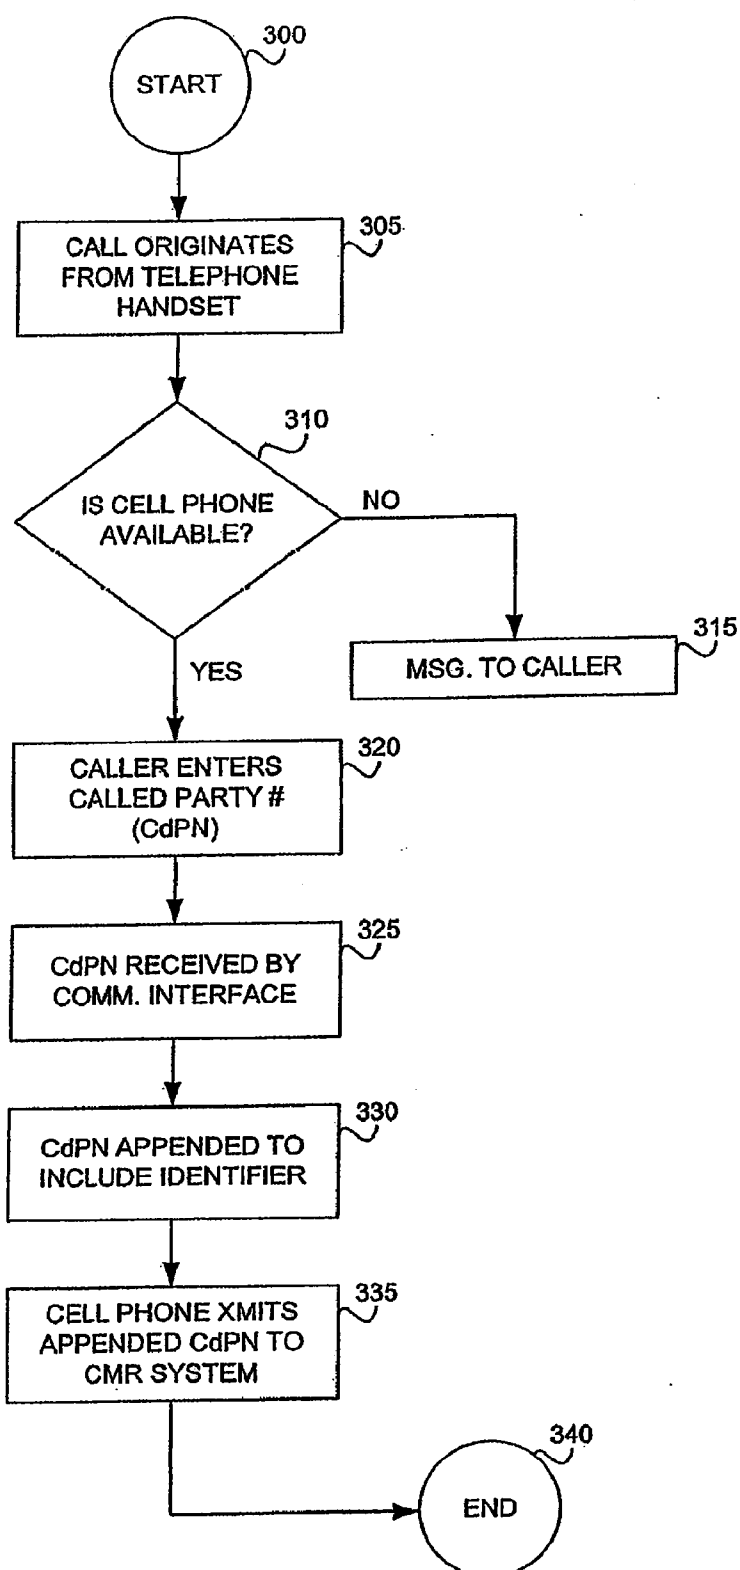 300
START
305
CALL ORIGINATES
FROM TELEPHONE
HANDSET
310
IS CELL PHONE
AVAILABLE?
NO
315
MSG. TO CALLER
YES
320
CALLER ENTERS
CALLED PARTY #
(CdPN)
325
CdPN RECEIVED BY
COMM. INTERFACE
330
CdPN APPENDED TO
INCLUDE IDENTIFIER
335
CELL PHONE XMITS
APPENDED CdPN TO
CMR SYSTEM
340
END